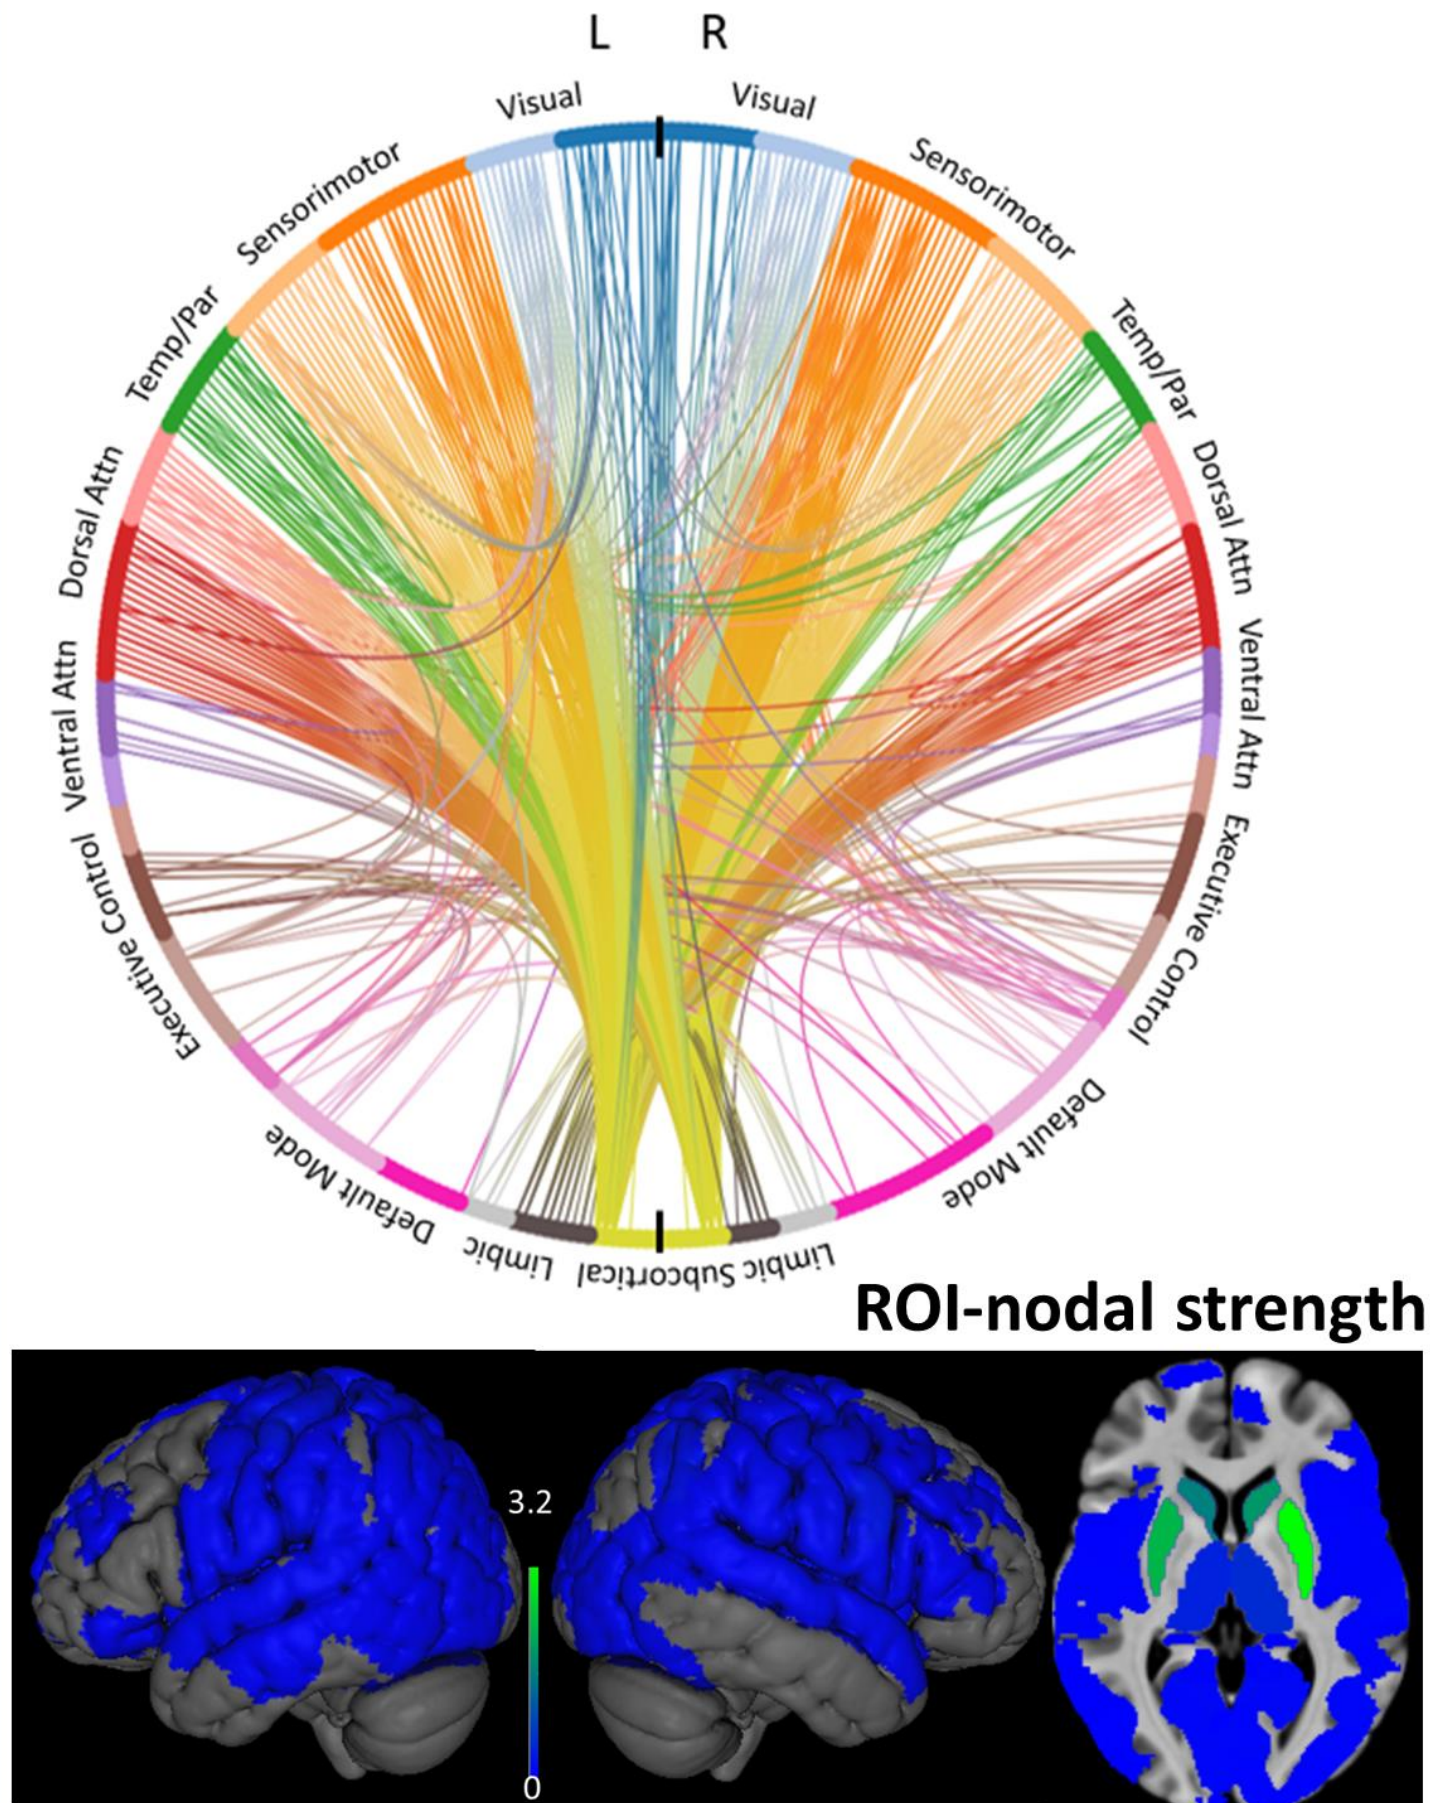 L R
Visual Visual
Sensorimotor Sensorimotor
Temp/Par Temp/Par
Dorsal Attn Dorsal Attn
Ventral Attn Ventral Attn
Executive Control Executive Control
Default Mode Default Mode
Limbic Subcortical Limbic
ROI-nodal strength
3.2
0